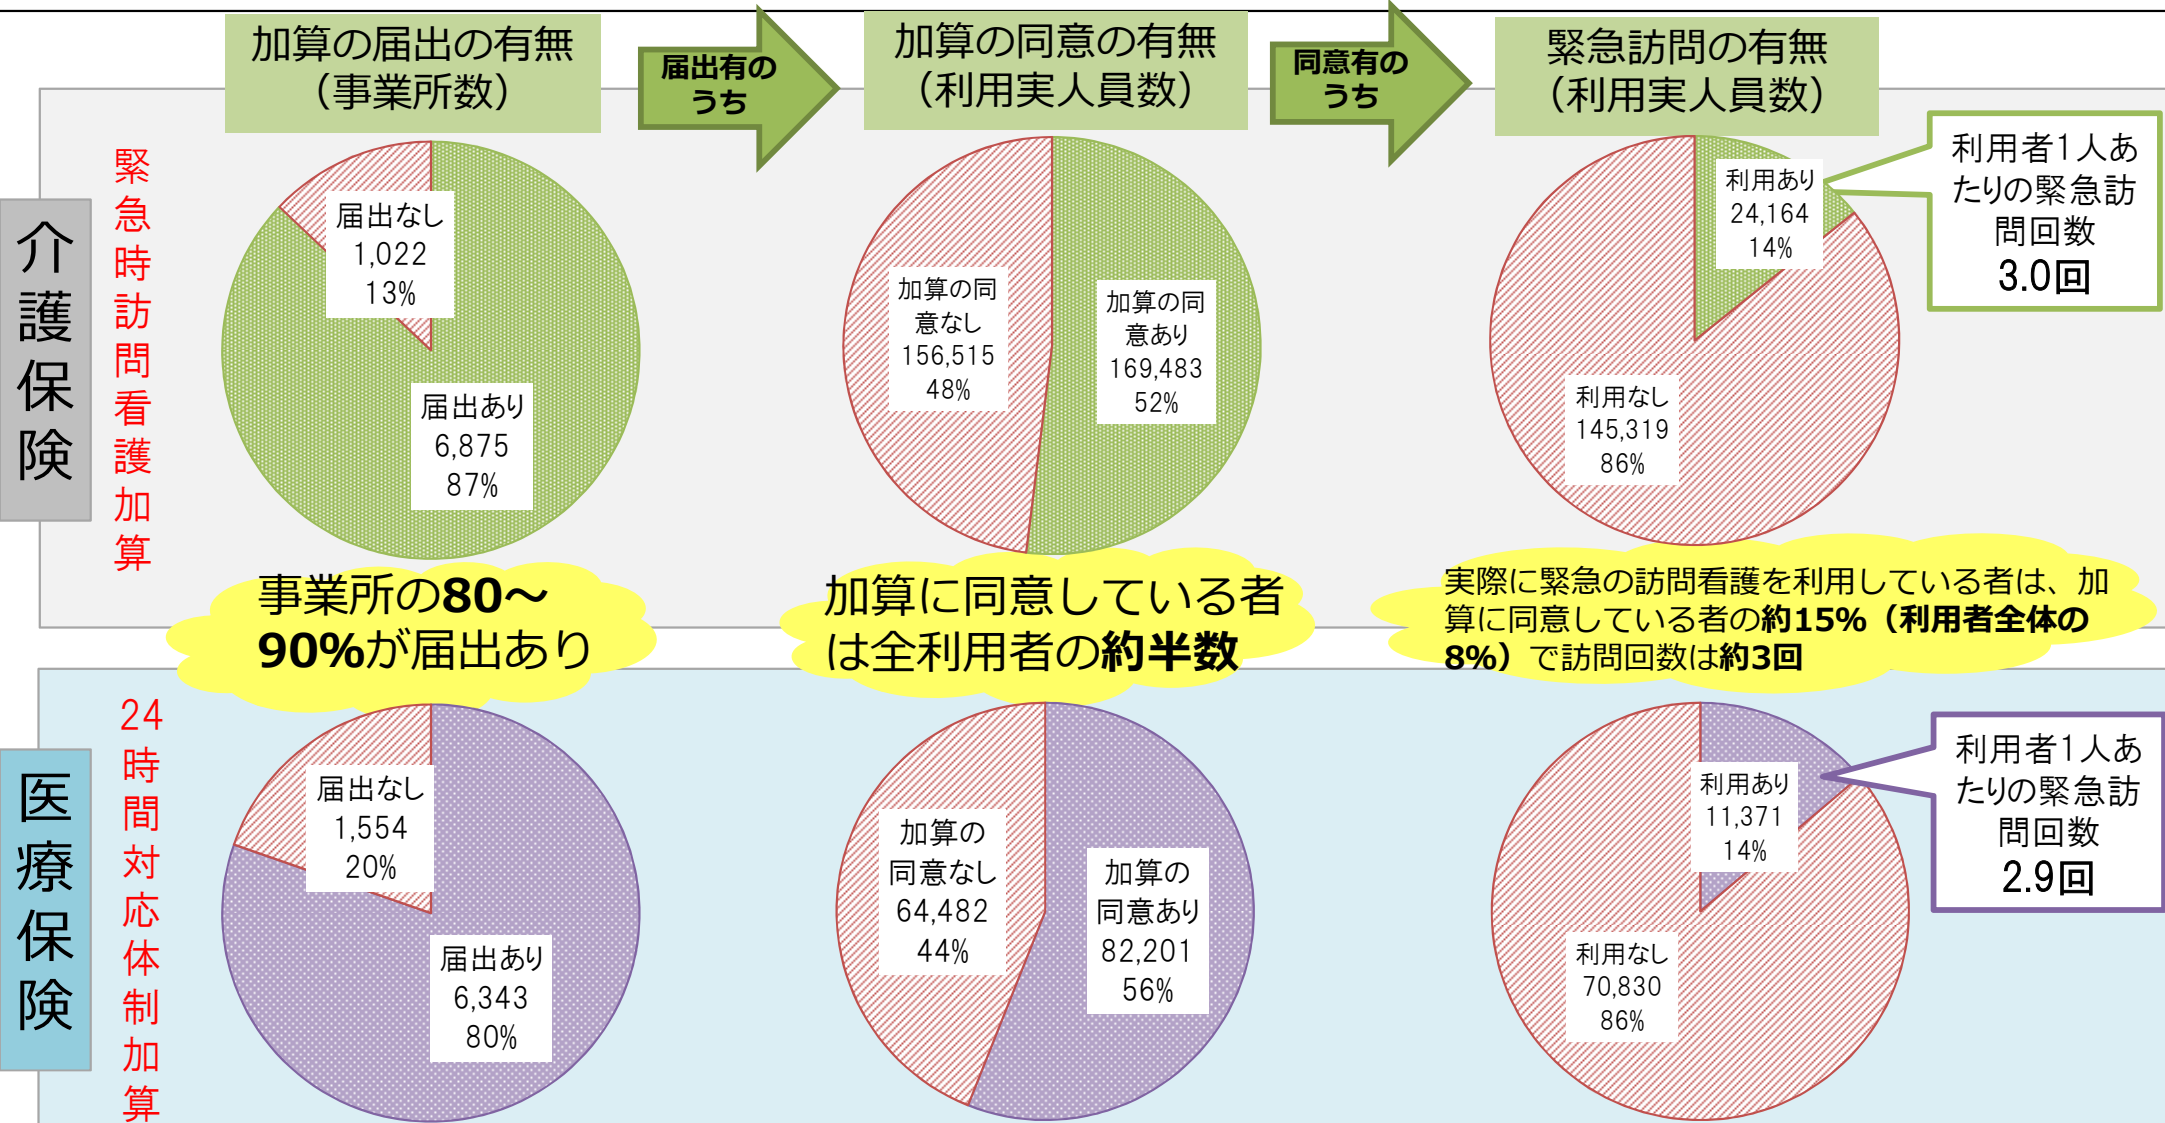 加算の届出の有無
（事業所数）
届出有の
うち
加算の同意の有無
（利用実人員数）
同意有の
うち
緊急訪問の有無
（利用実人員数）
介護保険
緊急時訪問看護加算
届出なし
1,022
13%
届出あり
6,875
87%
加算の同
意なし
156,515
48%
加算の同
意あり
169,483
52%
利用あり
24,164
14%
利用なし
145,319
86%
利用者1人あ
たりの緊急訪
問回数
3.0回
事業所の80～
90%が届出あり
加算に同意している者
は全利用者の約半数
実際に緊急の訪問看護を利用している者は、加
算に同意している者の約15%（利用者全体の
8%）で訪問回数は約3回
医療保険
24時間対応体制加算
届出なし
1,554
20%
届出あり
6,343
80%
加算の
同意なし
64,482
44%
加算の
同意あり
82,201
56%
利用あり
11,371
14%
利用なし
70,830
86%
利用者1人あ
たりの緊急訪
問回数
2.9回